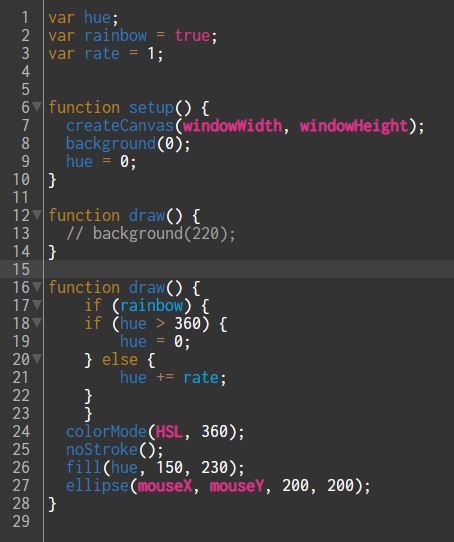 1 var hue;
2 var rainbow = true;
3 var rate = 1;
4
5
6 function setup() {
7   createCanvas(windowWidth, windowHeight);
8   background(0);
9   hue = 0;
10 }
11
12 function draw() {
13   // background(220);
14 }
15
16 function draw() {
17     if (rainbow) {
18     if (hue > 360) {
19         hue = 0;
20     } else {
21         hue += rate;
22     }
23     }
24   colorMode(HSL, 360);
25   noStroke();
26   fill(hue, 150, 230);
27   ellipse(mouseX, mouseY, 200, 200);
28 }
29